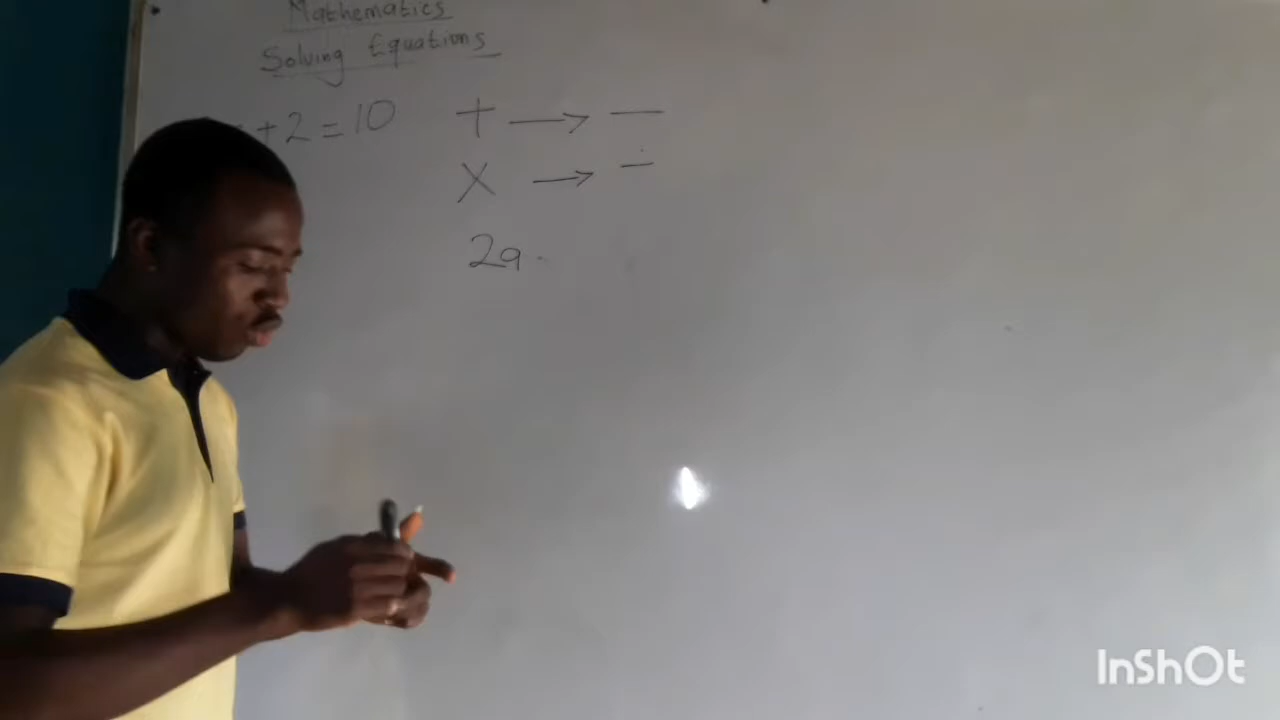 Mathematics
Solving Equations
+ 2 = 10
+ → −
× → ÷
2a
InShOt